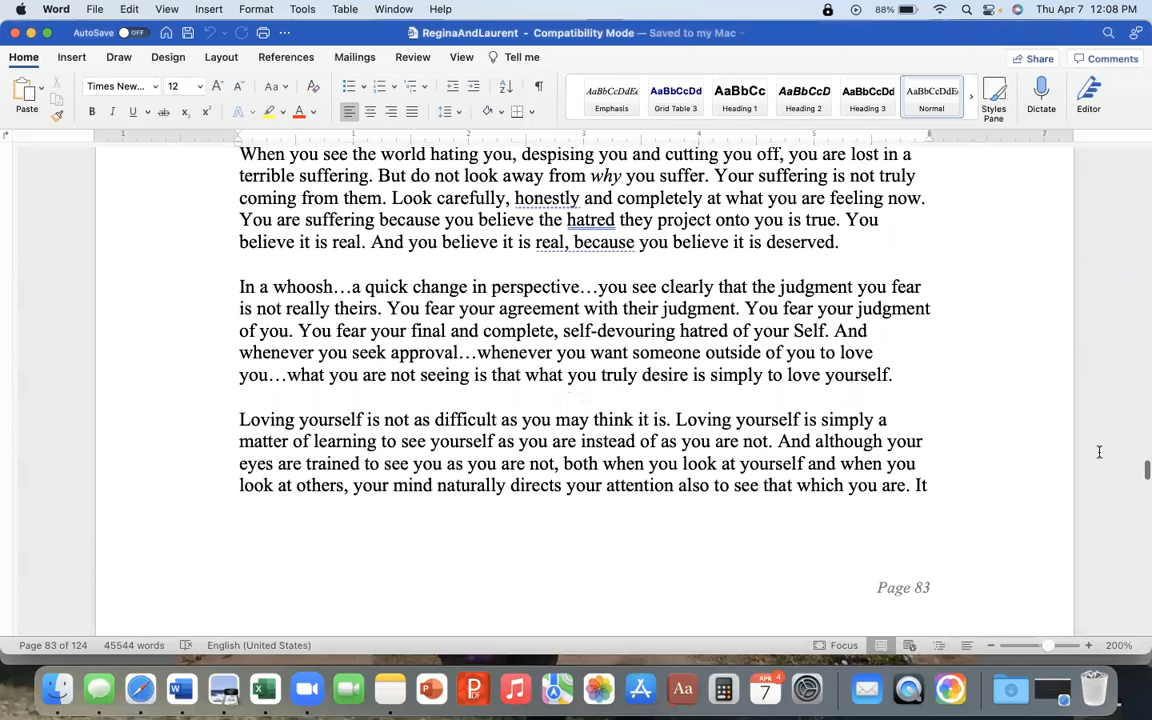 Word File Edit View Insert Format Tools Table Window Help 88% Thu Apr 7 12:08 PM
AutoSave OFF ReginaAndLaurent - Compatibility Mode — Saved to my Mac
Home Insert Draw Design Layout References Mailings Review View Tell me Share Comments
Paste Times New... 12 Aa
B I U ab x x A
AaBbCcDdEe AaBbCcDd AaBbCc AaBbCcD AaBbCcDd AaBbCcDdEe
Emphasis Grid Table 3 Heading 1 Heading 2 Heading 3 Normal Styles Pane Dictate Editor
1 1 2 3 4 5 6 7
When you see the world hating you, despising you and cutting you off, you are lost in a
terrible suffering. But do not look away from why you suffer. Your suffering is not truly
coming from them. Look carefully, honestly and completely at what you are feeling now.
You are suffering because you believe the hatred they project onto you is true. You
believe it is real. And you believe it is real, because you believe it is deserved.
In a whoosh…a quick change in perspective…you see clearly that the judgment you fear
is not really theirs. You fear your agreement with their judgment. You fear your judgment
of you. You fear your final and complete, self-devouring hatred of your Self. And
whenever you seek approval…whenever you want someone outside of you to love
you…what you are not seeing is that what you truly desire is simply to love yourself.
Loving yourself is not as difficult as you may think it is. Loving yourself is simply a
matter of learning to see yourself as you are instead of as you are not. And although your
eyes are trained to see you as you are not, both when you look at yourself and when you
look at others, your mind naturally directs your attention also to see that which you are. It
Page 83
Page 83 of 124 45544 words English (United States) Focus 200%
APR 7
Aa